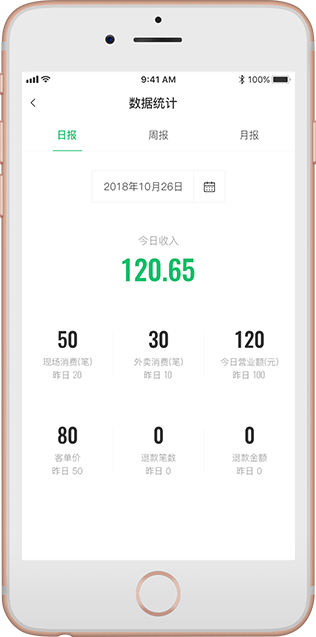 9:41 AM 100%
数据统计
日报 周报 月报
2018年10月26日
今日收入
120.65
50 30 120
现场消费(笔) 外卖消费(笔) 今日营业额(元)
昨日 20 昨日 10 昨日 100
80 0 0
客单价 退款笔数 退款金额
昨日 50 昨日 0 昨日 0